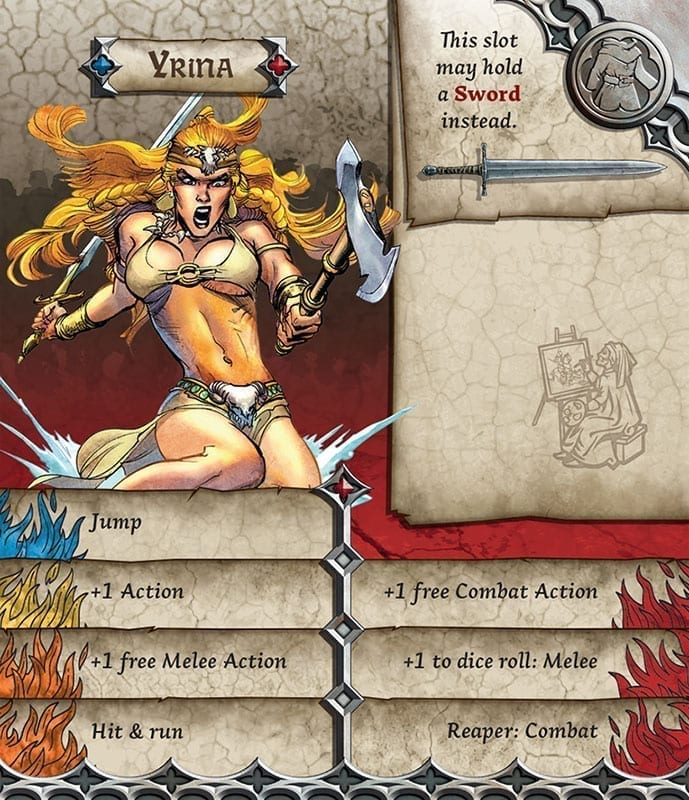 Yrina
This slot
may hold
a Sword
instead.
Jump
+1 Action
+1 free Melee Action
Hit & run
+1 free Combat Action
+1 to dice roll: Melee
Reaper: Combat